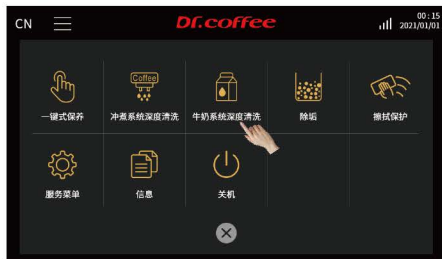 CN
Dr.coffee
00:15
2021/01/01
Coffee
一键式保养
冲煮系统深度清洗
牛奶系统深度清洗
除垢
擦拭保护
服务菜单
信息
关机